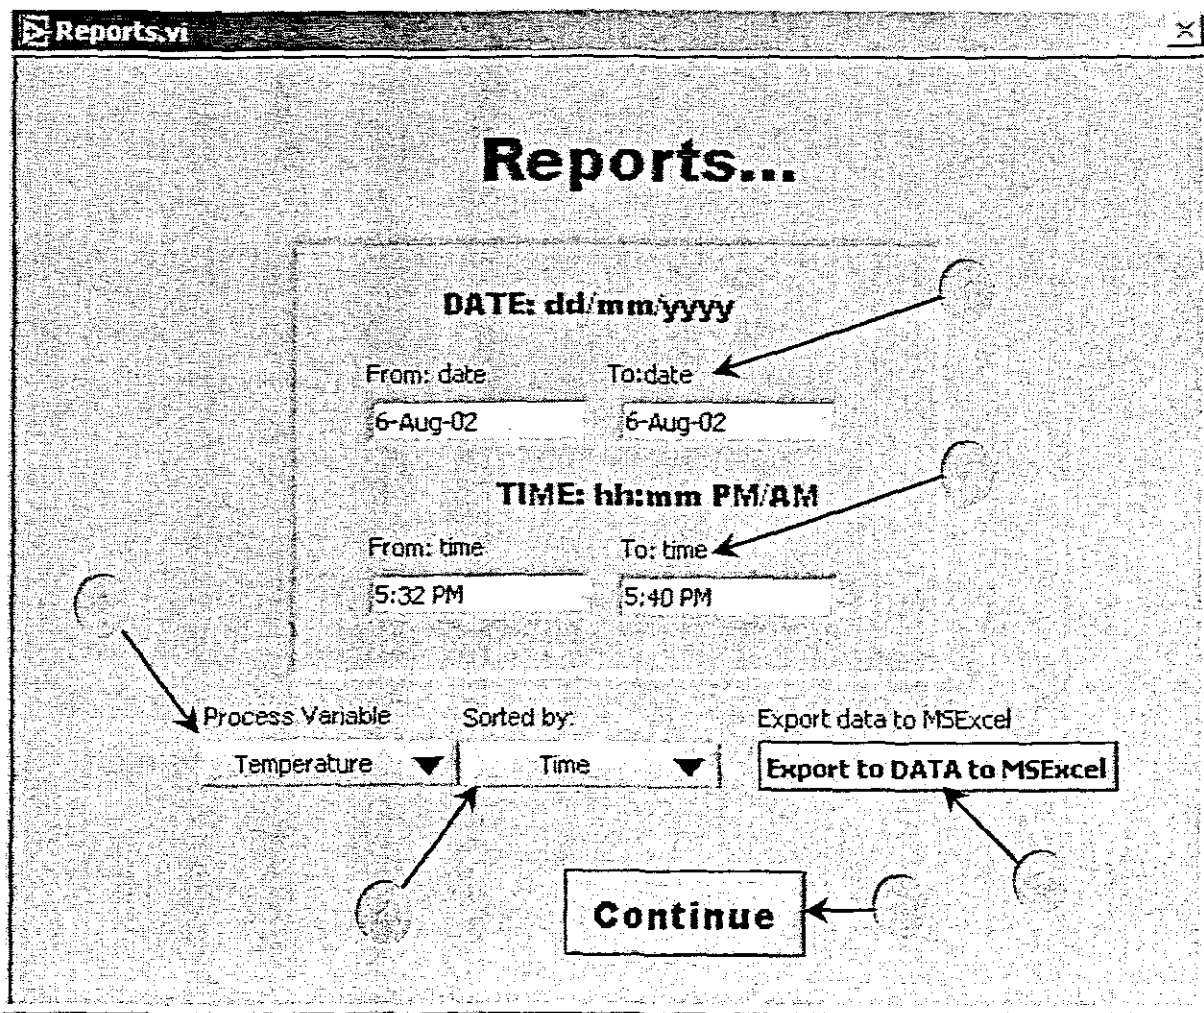 Reports.vi
Reports...
DATE: dd/mm/yyyy
From: date To:date
6-Aug-02 6-Aug-02
TIME: hh:mm PM/AM
From: time To: time
5:32 PM 5:40 PM
Process Variable Sorted by: Export data to MSExcel
Temperature Time Export to DATA to MSExcel
Continue